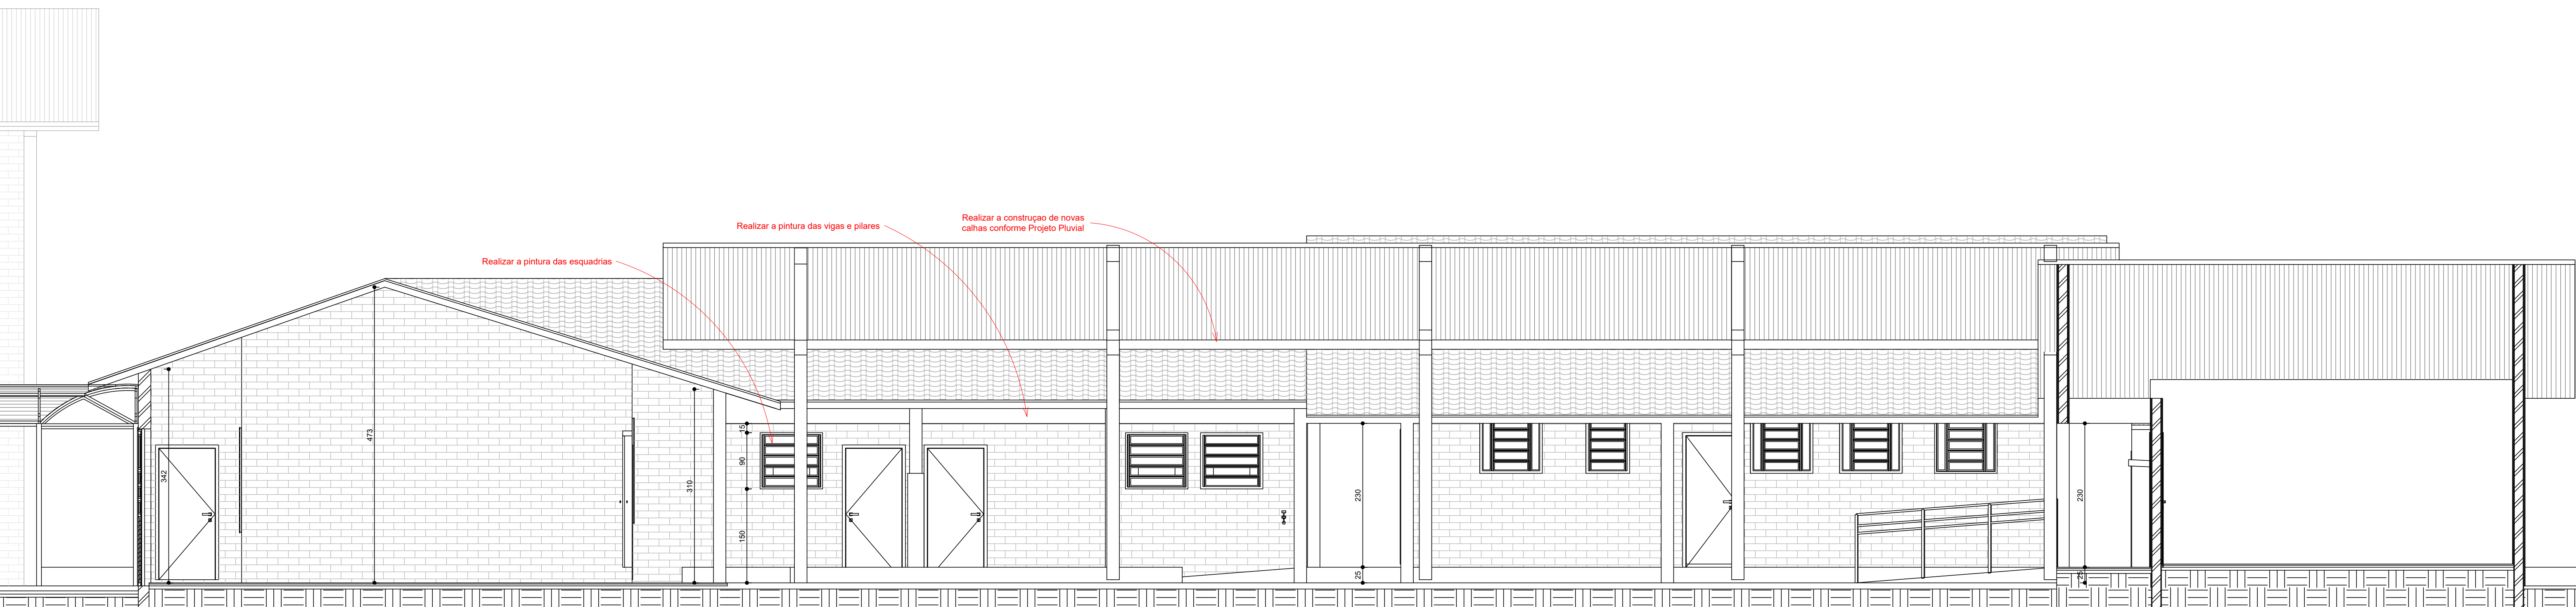 Realizar a construçao de novas
calhas conforme Projeto Pluvial
Realizar a pintura das vigas e pilares
Realizar a pintura das esquadrias
342
473
310
15
90
150
230
25
230
25